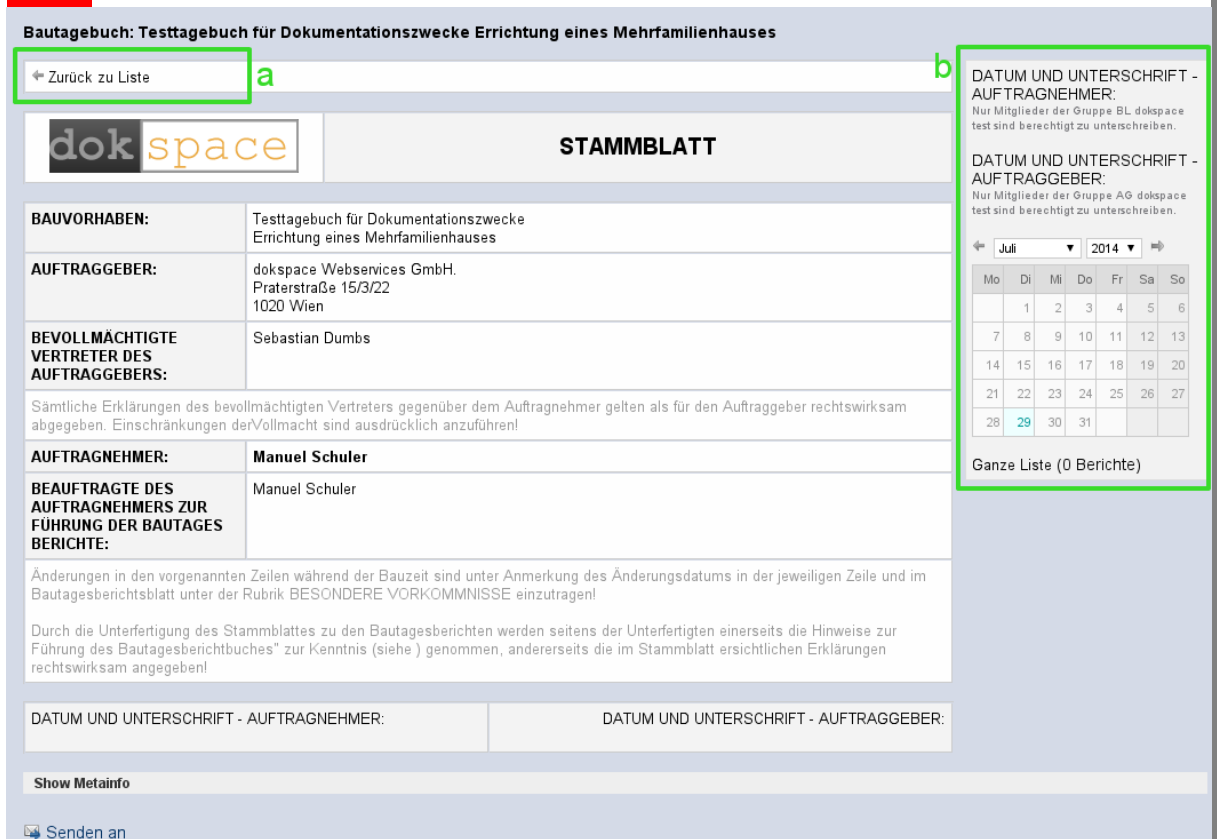 Bautagebuch: Testtagebuch für Dokumentationszwecke Errichtung eines Mehrfamilienhauses
Zurück zu Liste
a
dokspace
STAMMBLATT
BAUVORHABEN:
Testtagebuch für Dokumentationszwecke
Errichtung eines Mehrfamilienhauses
AUFTRAGGEBER:
dokspace Webservices GmbH.
Praterstraße 15/3/22
1020 Wien
BEVOLLMÄCHTIGTE
VERTRETER DES
AUFTRAGGEBERS:
Sebastian Dumbs
Sämtliche Erklärungen des bevollmächtigten Vertreters gegenüber dem Auftragnehmer gelten als für den Auftraggeber rechtswirksam
abgegeben. Einschränkungen derVollmacht sind ausdrücklich anzuführen!
AUFTRAGNEHMER:
Manuel Schuler
BEAUFTRAGTE DES
AUFTRAGNEHMERS ZUR
FÜHRUNG DER BAUTAGES
BERICHTE:
Manuel Schuler
Änderungen in den vorgenannten Zeilen während der Bauzeit sind unter Anmerkung des Änderungsdatums in der jeweiligen Zeile und im
Bautagesberichtsblatt unter der Rubrik BESONDERE VORKOMMNISSE einzutragen!
Durch die Unterfertigung des Stammblattes zu den Bautagesberichten werden seitens der Unterfertigten einerseits die Hinweise zur
Führung des Bautagesberichtbuches" zur Kenntnis (siehe ) genommen, andererseits die im Stammblatt ersichtlichen Erklärungen
rechtswirksam angegeben!
DATUM UND UNTERSCHRIFT - AUFTRAGNEHMER:
DATUM UND UNTERSCHRIFT - AUFTRAGGEBER:
b
DATUM UND UNTERSCHRIFT -
AUFTRAGNEHMER:
Nur Mitglieder der Gruppe BL dokspace
test sind berechtigt zu unterschreiben.
DATUM UND UNTERSCHRIFT -
AUFTRAGGEBER:
Nur Mitglieder der Gruppe AG dokspace
test sind berechtigt zu unterschreiben.
Juli 2014
Mo Di Mi Do Fr Sa So
1 2 3 4 5 6
7 8 9 10 11 12 13
14 15 16 17 18 19 20
21 22 23 24 25 26 27
28 29 30 31
Ganze Liste (0 Berichte)
Show Metainfo
Senden an